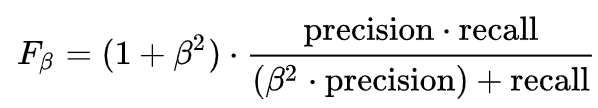 F_β = (1 + β²) · (precision · recall) / ((β² · precision) + recall)